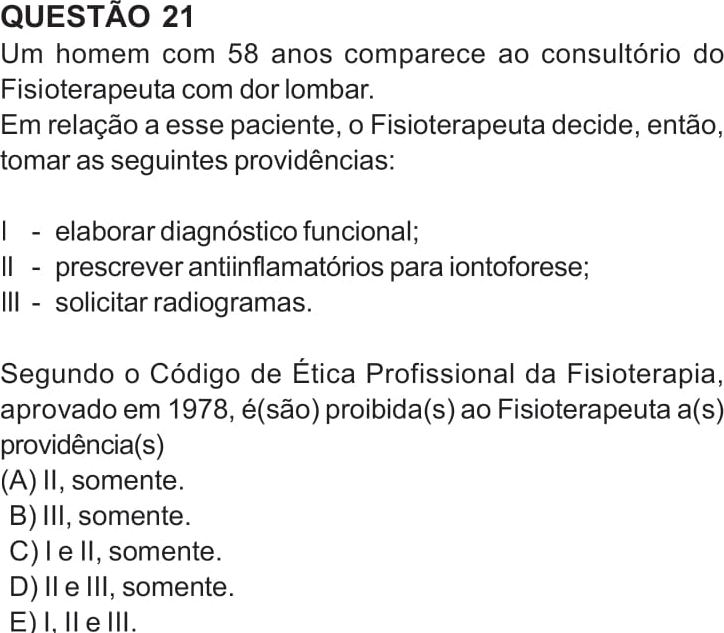 QUESTÃO 21
Um homem com 58 anos comparece ao consultório do
Fisioterapeuta com dor lombar.
Em relação a esse paciente, o Fisioterapeuta decide, então,
tomar as seguintes providências:
I - elaborar diagnóstico funcional;
II - prescrever antiinflamatórios para iontoforese;
III - solicitar radiogramas.
Segundo o Código de Ética Profissional da Fisioterapia,
aprovado em 1978, é(são) proibida(s) ao Fisioterapeuta a(s)
providência(s)
(A) II, somente.
B) III, somente.
C) I e II, somente.
D) II e III, somente.
E) I, II e III.